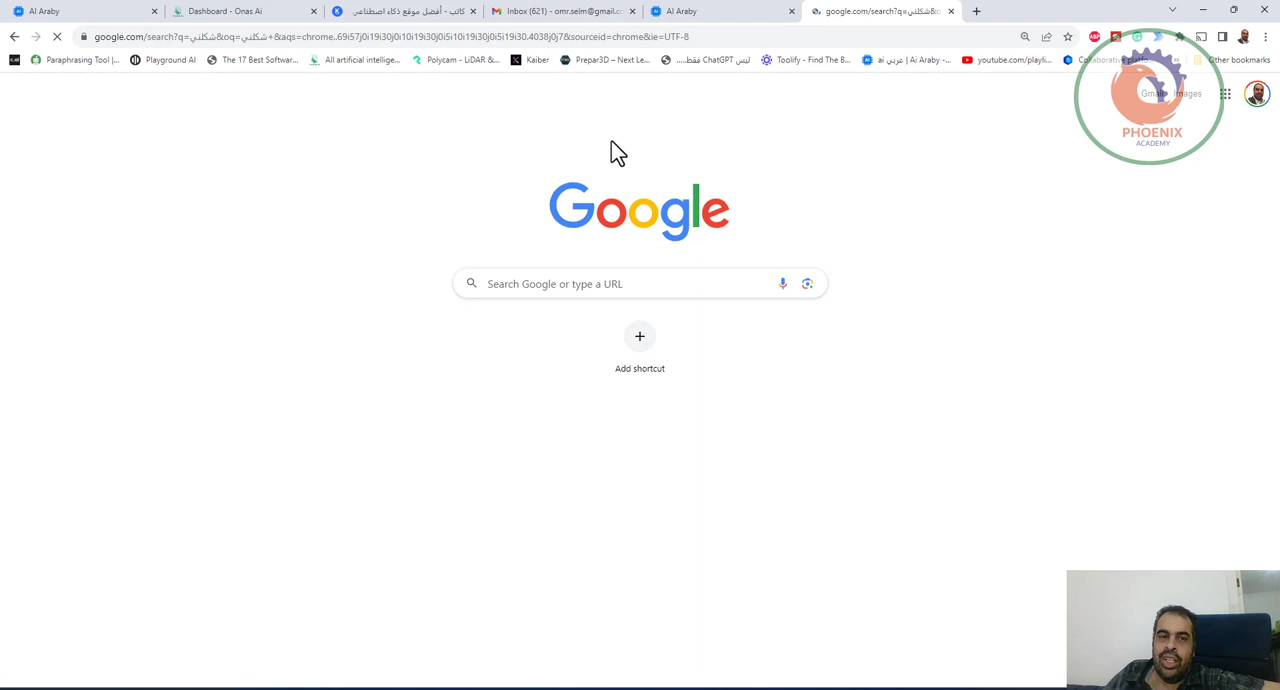 AI Araby
Dashboard - Onas Ai
كاتب - أفضل موقع ذكاء اصطناعي
Inbox (621) - omr.selm@gmail.co
AI Araby
google.com/search?q=شكلني&o
google.com/search?q=شكلني&oq=شكلني+&aqs=chrome..69i57j0i19i30j0i10i19i30j0i5i10i19i30j0i5i19i30.4038j0j7&sourceid=chrome&ie=UTF-8
Paraphrasing Tool |...
Playground AI
The 17 Best Softwar...
All artificial intellige...
Polycam - LiDAR &...
Kaiber
Prepar3D – Next Le...
ليس ChatGPT فقط....
Toolify - Find The B...
عربي ai | Ai Araby -...
youtube.com/playli...
Collaborative platfo...
Other bookmarks
Gmail Images
PHOENIX
ACADEMY
Google
Search Google or type a URL
Add shortcut